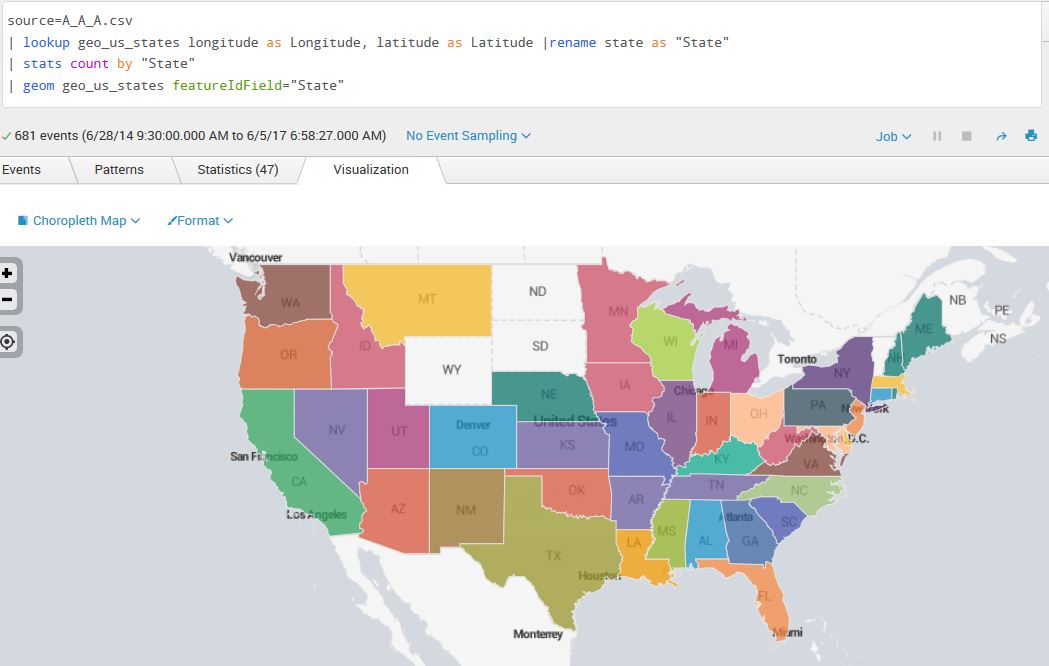 source=A_A_A.csv
| lookup geo_us_states longitude as Longitude, latitude as Latitude |rename state as "State"
| stats count by "State"
| geom geo_us_states featureIdField="State"
681 events (6/28/14 9:30:00.000 AM to 6/5/17 6:58:27.000 AM)
No Event Sampling
Job
Events
Patterns
Statistics (47)
Visualization
Choropleth Map
Format
Vancouver
WA
MT
ND
MN
NB
PE
OR
ID
SD
WI
MI
ME
NS
WY
Toronto
NH
NY
IA
NE
Chicago
PA
New York
NV
UT
Denver
CO
United States
KS
MO
IL
IN
OH
Washington, D.C.
San Francisco
CA
KY
VA
Los Angeles
AZ
NM
OK
AR
TN
NC
TX
LA
MS
AL
Atlanta
GA
SC
Houston
FL
Monterrey
Miami